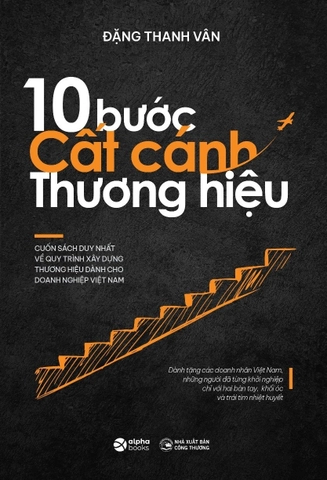 ĐẶNG THANH VÂN
10 bước
Cất cánh
Thương hiệu
CUỐN SÁCH DUY NHẤT
VỀ QUY TRÌNH XÂY DỰNG
THƯƠNG HIỆU DÀNH CHO
DOANH NGHIỆP VIỆT NAM
Dành tặng các doanh nhân Việt Nam,
những người đã từng khởi nghiệp
chỉ với hai bàn tay, khối óc
và trái tim nhiệt huyết
alpha
books
NHÀ XUẤT BẢN
CÔNG THƯƠNG